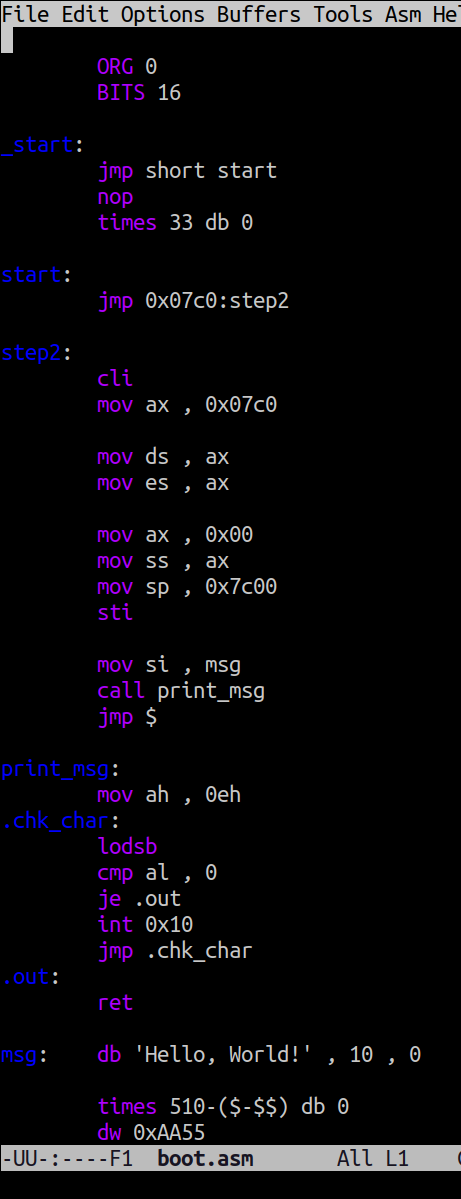 File Edit Options Buffers Tools Asm
ORG 0
BITS 16
_start:
jmp short start
nop
times 33 db 0
start:
jmp 0x07c0:step2
step2:
cli
mov ax , 0x07c0
mov ds , ax
mov es , ax
mov ax , 0x00
mov ss , ax
mov sp , 0x7c00
sti
mov si , msg
call print_msg
jmp $
print_msg:
mov ah , 0eh
.chk_char:
lodsb
cmp al , 0
je .out
int 0x10
jmp .chk_char
.out:
ret
msg: db 'Hello, World!' , 10 , 0
times 510-($-$$) db 0
dw 0xAA55
-UU-:----F1 boot.asm All L1